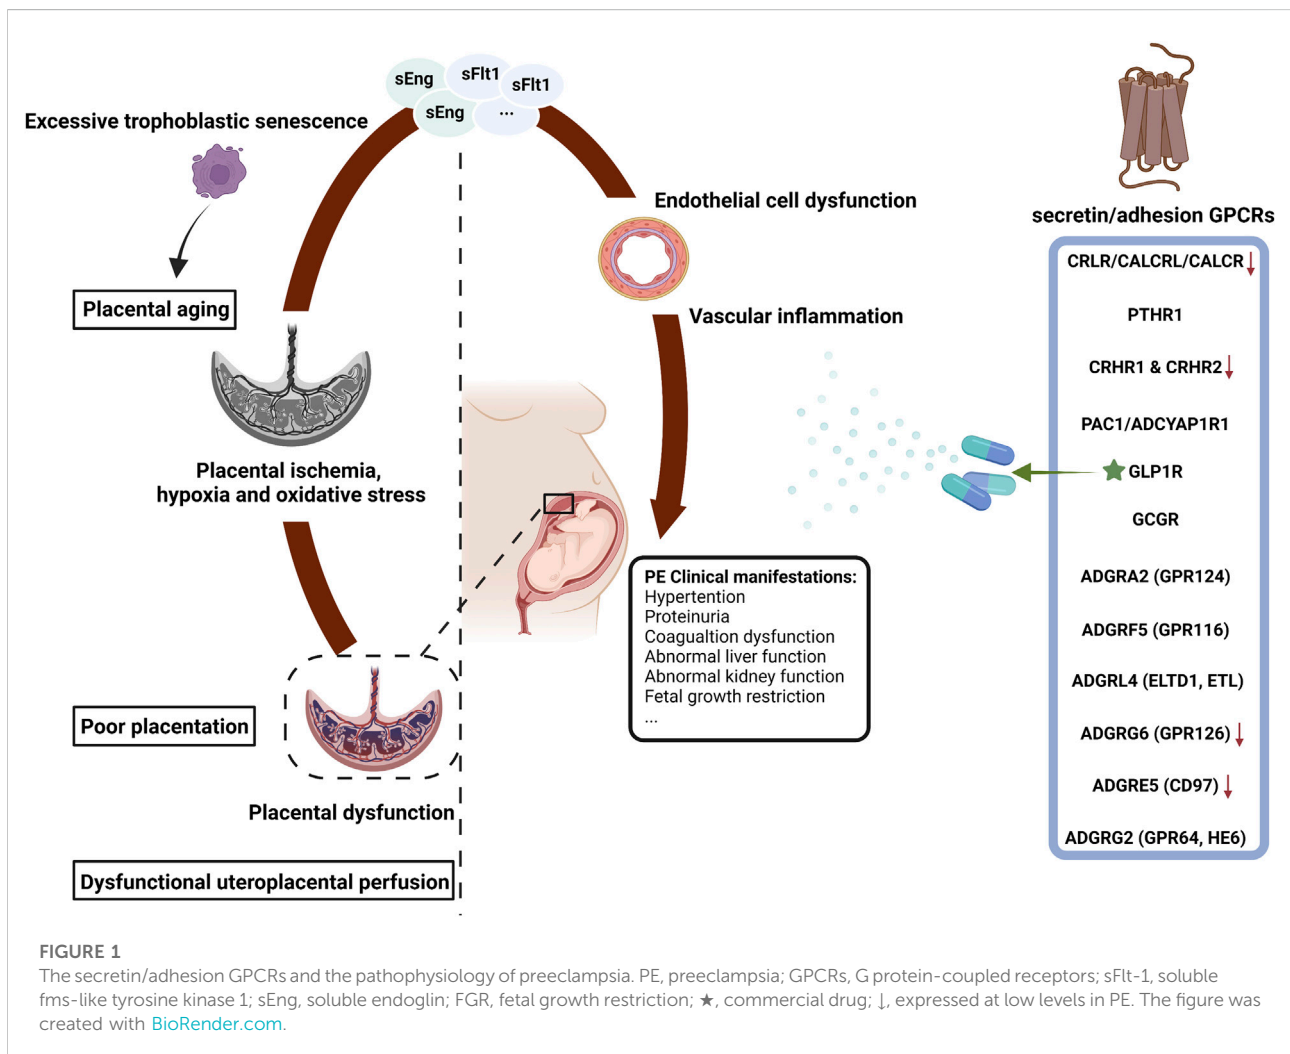 sEng
sFlt1
sFlt1
sEng
...
Excessive trophoblastic senescence
Placental aging
Placental ischemia,
hypoxia and oxidative stress
Poor placentation
Placental dysfunction
Dysfunctional uteroplacental perfusion
Endothelial cell dysfunction
Vascular inflammation
PE Clinical manifestations:
Hypertention
Proteinuria
Coagualtion dysfunction
Abnormal liver function
Abnormal kidney function
Fetal growth restriction
...
secretin/adhesion GPCRs
CRLR/CALCRL/CALCR↓
PTHR1
CRHR1 & CRHR2↓
PAC1/ADCYAP1R1
★GLP1R
GCGR
ADGRA2 (GPR124)
ADGRF5 (GPR116)
ADGRL4 (ELTD1, ETL)
ADGRG6 (GPR126)↓
ADGRE5 (CD97)↓
ADGRG2 (GPR64, HE6)
FIGURE 1
The secretin/adhesion GPCRs and the pathophysiology of preeclampsia. PE, preeclampsia; GPCRs, G protein-coupled receptors; sFlt-1, soluble
fms-like tyrosine kinase 1; sEng, soluble endoglin; FGR, fetal growth restriction; ★, commercial drug; ↓, expressed at low levels in PE. The figure was
created with BioRender.com.